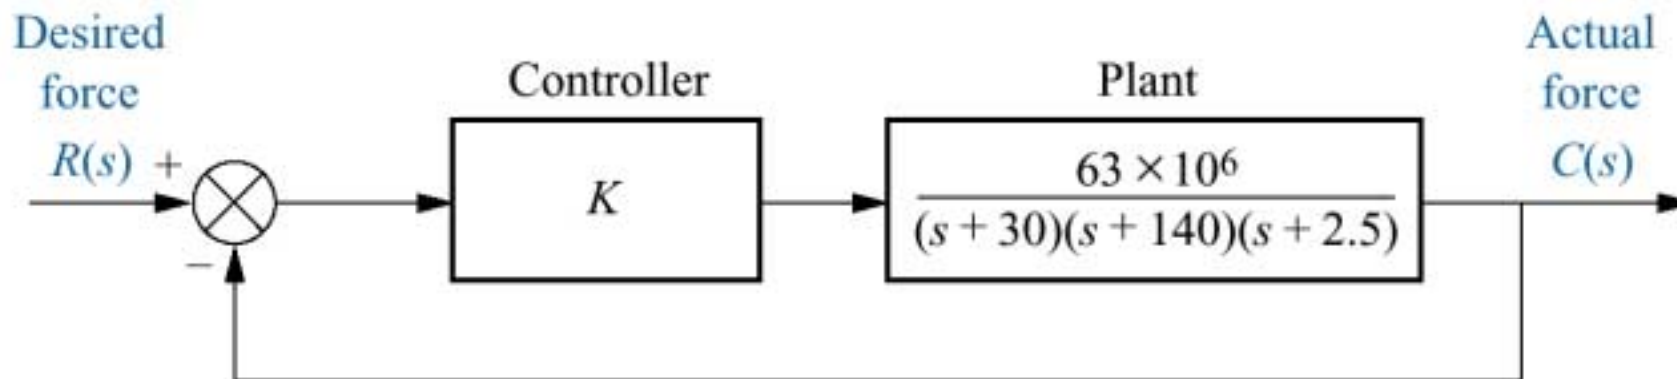 Desired
force
R(s) +
−
Controller
K
Plant
63 × 10⁶
(s + 30)(s + 140)(s + 2.5)
Actual
force
C(s)